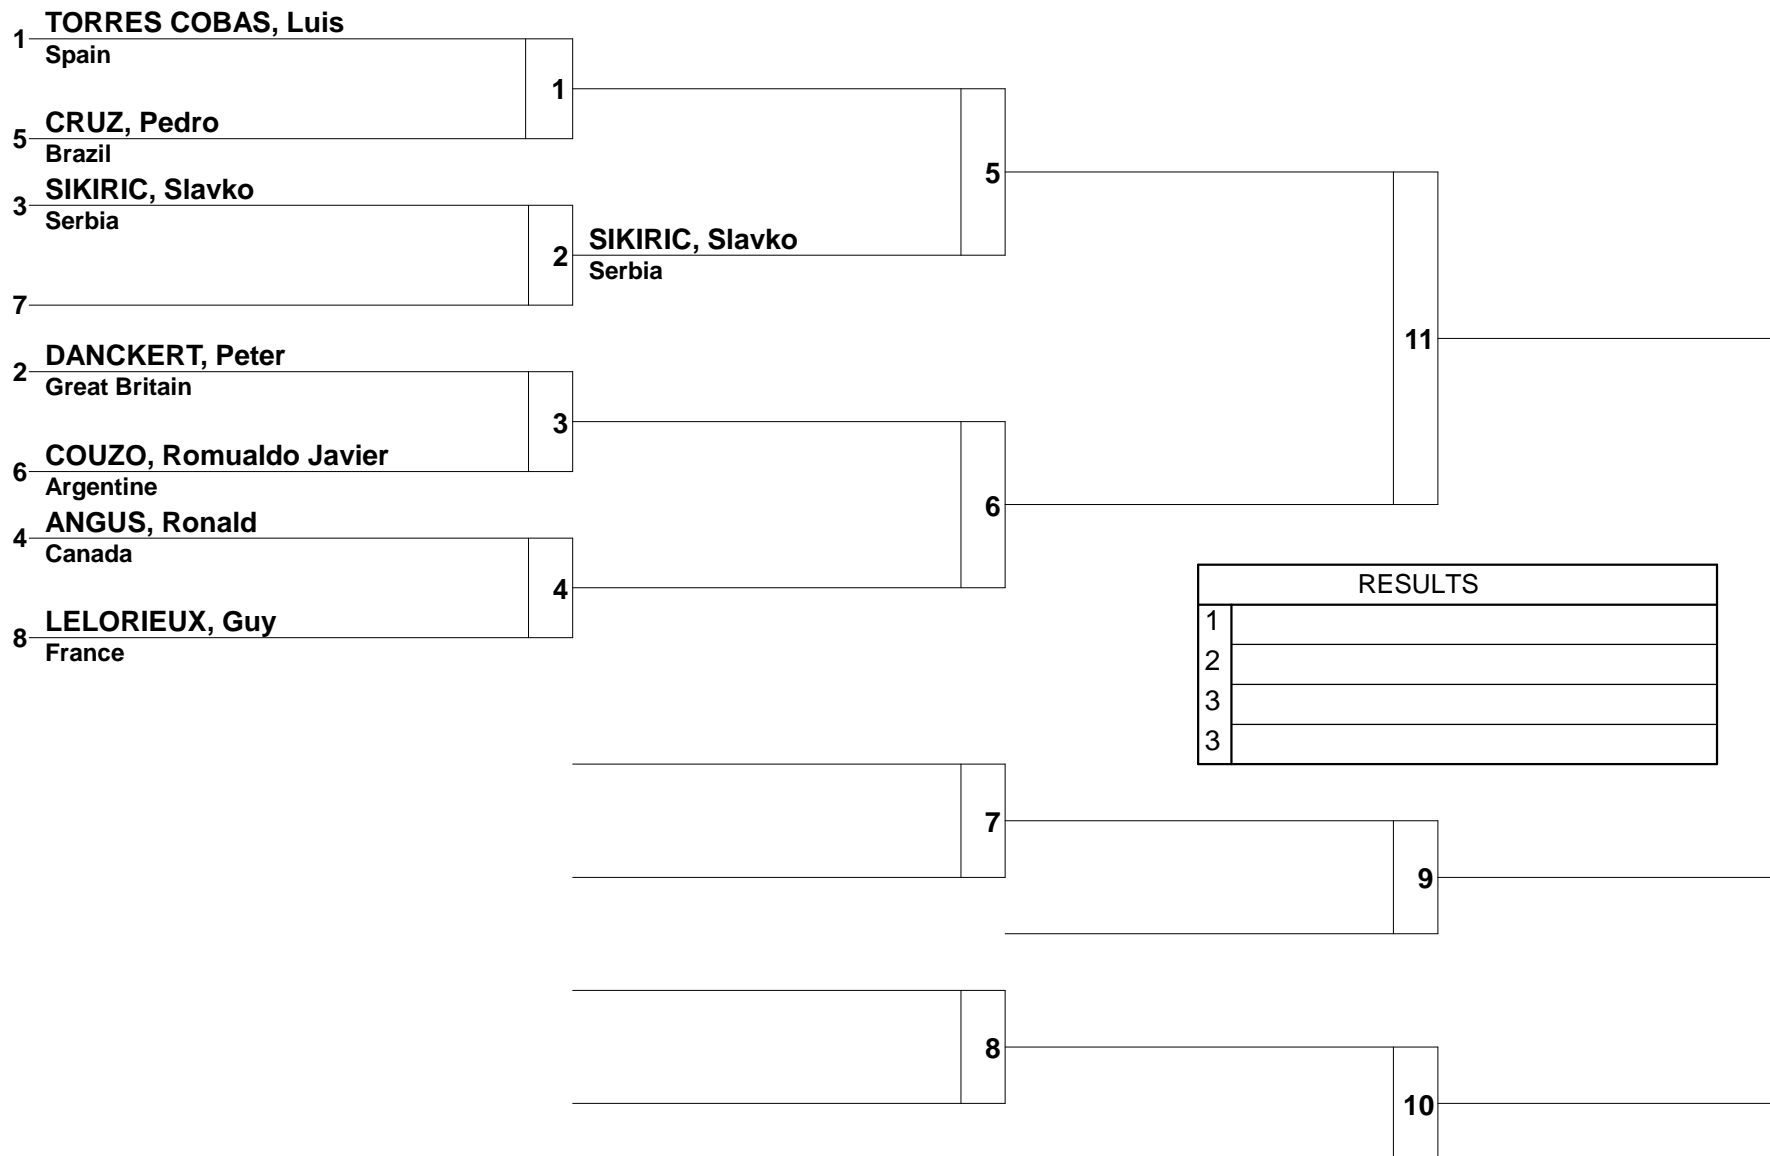 TORRES COBAS, Luis
1
Spain
1
CRUZ, Pedro
5
Brazil
5
SIKIRIC, Slavko
3
Serbia
SIKIRIC, Slavko
2
Serbia
7
11
DANCKERT, Peter
2
Great Britain
3
COUZO, Romualdo Javier
6
Argentine
6
ANGUS, Ronald
4
Canada
4
RESULTS
1
LELORIEUX, Guy
8
France
2
3
3
7
9
8
10